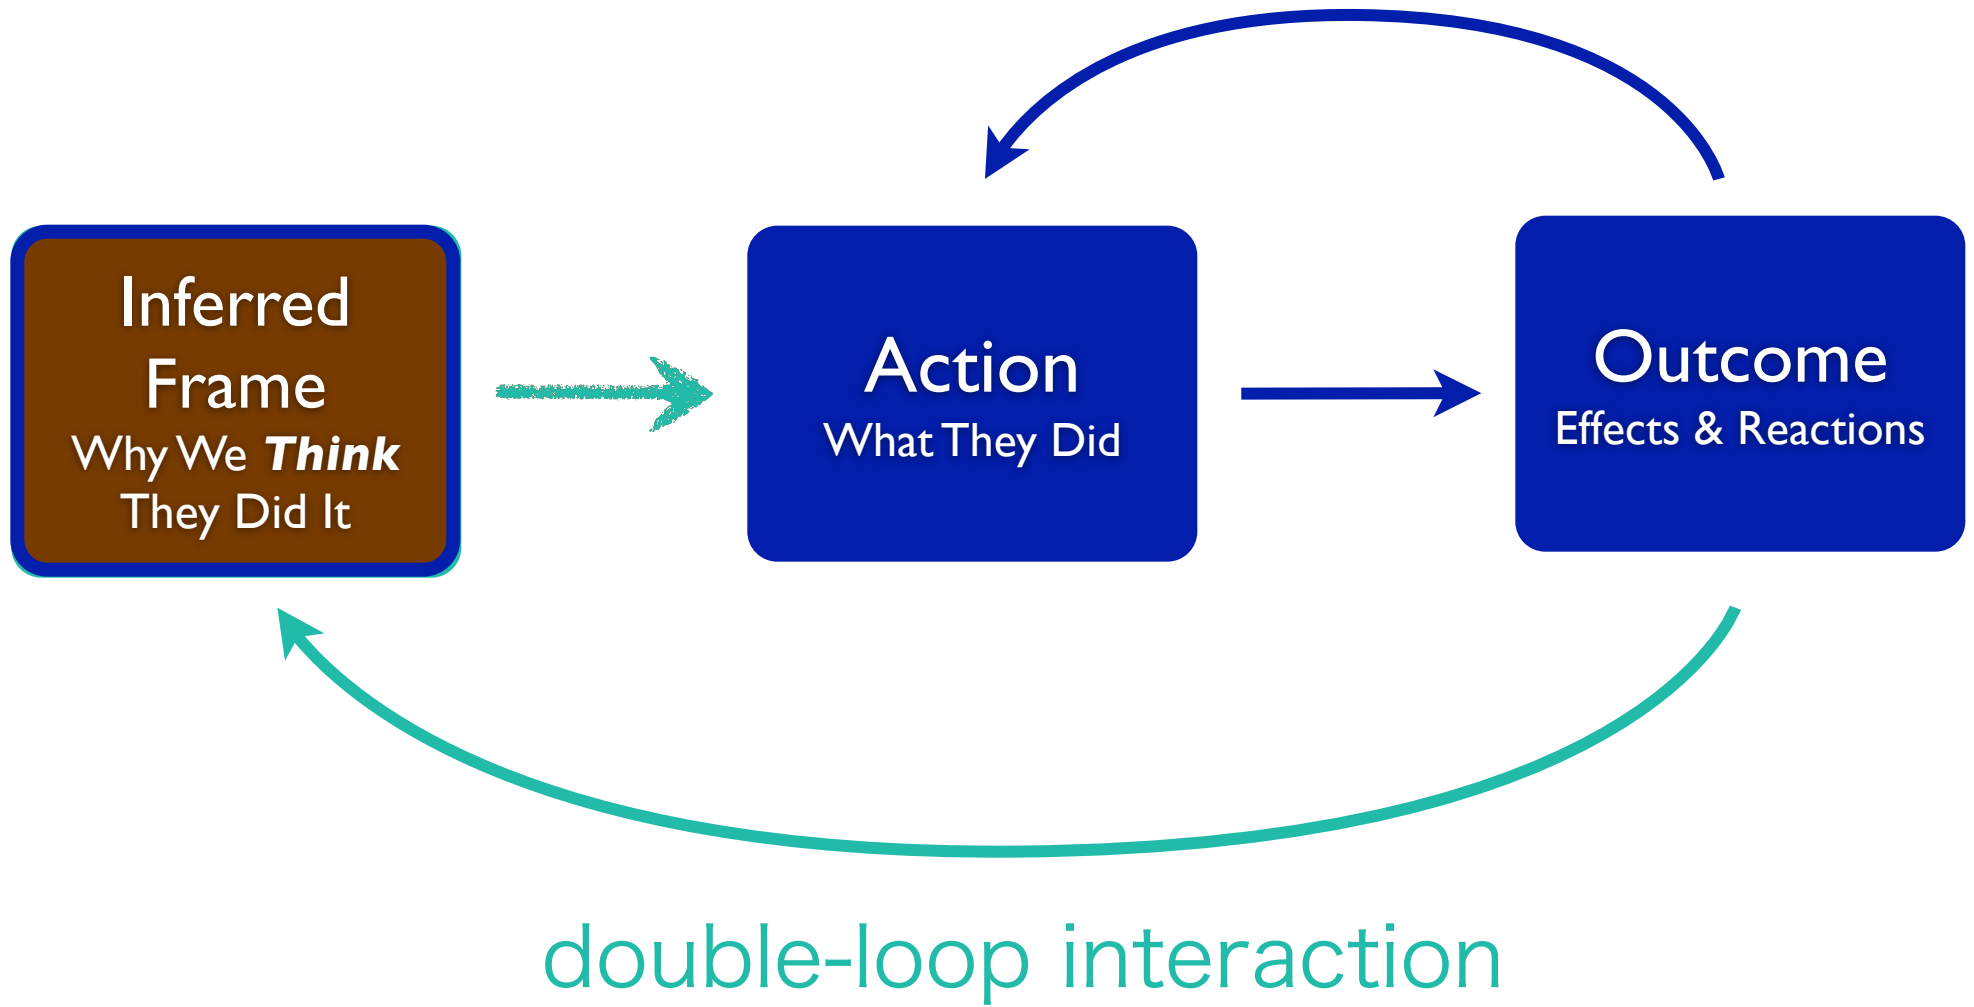 Inferred
Frame
Why We Think
They Did It
Action
What They Did
Outcome
Effects & Reactions
double-loop interaction